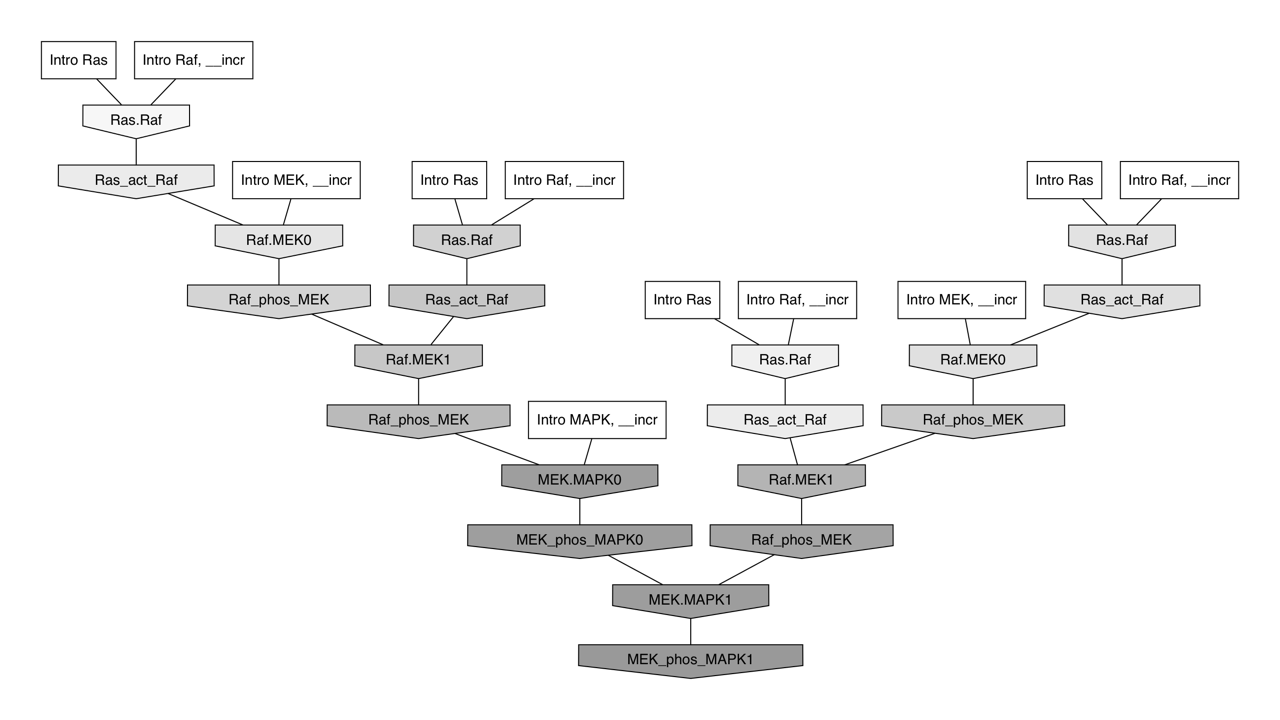 Intro Ras
Intro Raf, __incr
Ras.Raf
Ras_act_Raf
Intro MEK, __incr
Intro Ras
Intro Raf, __incr
Intro Ras
Intro Raf, __incr
Raf.MEK0
Ras.Raf
Ras.Raf
Raf_phos_MEK
Ras_act_Raf
Intro Ras
Intro Raf, __incr
Intro MEK, __incr
Ras_act_Raf
Raf.MEK1
Ras.Raf
Raf.MEK0
Raf_phos_MEK
Intro MAPK, __incr
Ras_act_Raf
Raf_phos_MEK
MEK.MAPK0
Raf.MEK1
MEK_phos_MAPK0
Raf_phos_MEK
MEK.MAPK1
MEK_phos_MAPK1